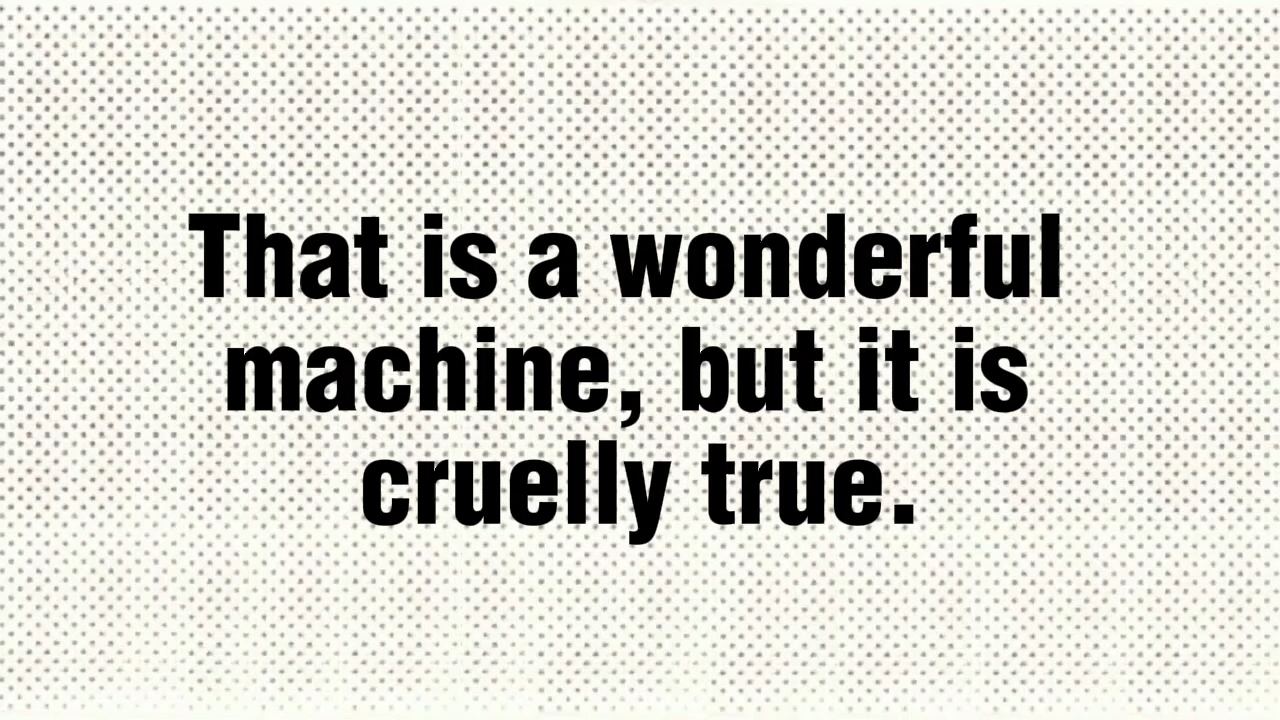 That is a wonderful
machine, but it is
cruelly true.